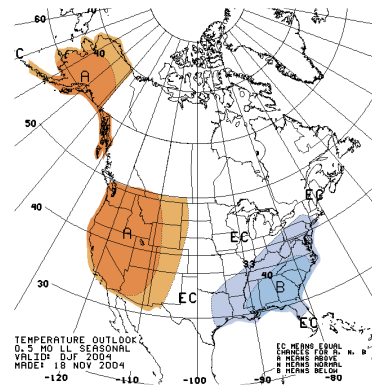 60
C
40
A
50
40
EC
A
EC
33
40
B
30
EC
EC
TEMPERATURE OUTLOOK
0.5 MO LL SEASONAL
VALID: DJF 2004
MADE: 18 NOV 2004
EC MEANS EQUAL
CHANCES FOR A, N, B
A MEANS ABOVE
N MEANS NORMAL
B MEANS BELOW
-120
-110
-100
-90
-80